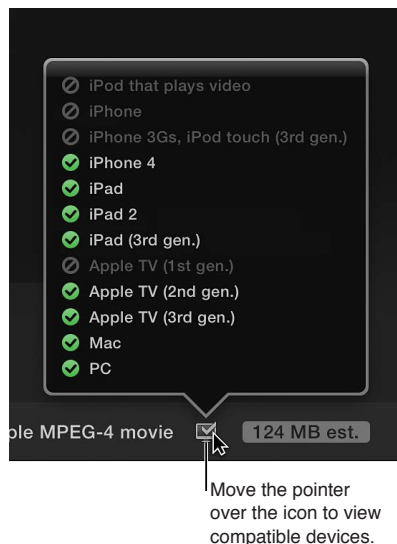 iPod that plays video
iPhone
iPhone 3Gs, iPod touch (3rd gen.)
iPhone 4
iPad
iPad 2
iPad (3rd gen.)
Apple TV (1st gen.)
Apple TV (2nd gen.)
Apple TV (3rd gen.)
Mac
PC
ple MPEG-4 movie 124 MB est.
Move the pointer
over the icon to view
compatible devices.